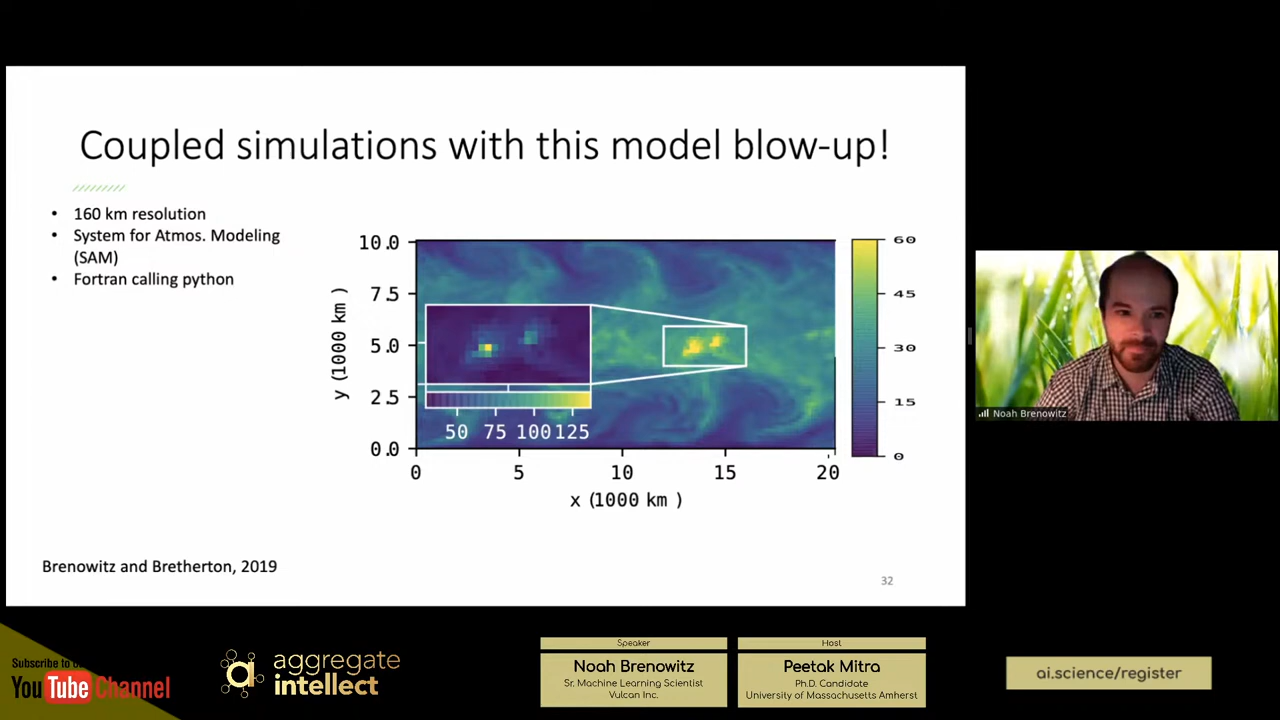 Coupled simulations with this model blow-up!
• 160 km resolution
• System for Atmos. Modeling
(SAM)
• Fortran calling python
10.0
7.5
5.0
2.5
0.0
y (1000 km )
50 75 100 125
0 5 10 15 20
x (1000 km )
60
45
30
15
0
Brenowitz and Bretherton, 2019
32
Noah Brenowitz
Subscribe to
YouTube Channel
aggregate
intellect
Speaker
Noah Brenowitz
Sr. Machine Learning Scientist
Vulcan Inc.
Host
Peetak Mitra
Ph.D. Candidate
University of Massachusetts Amherst
ai.science/register